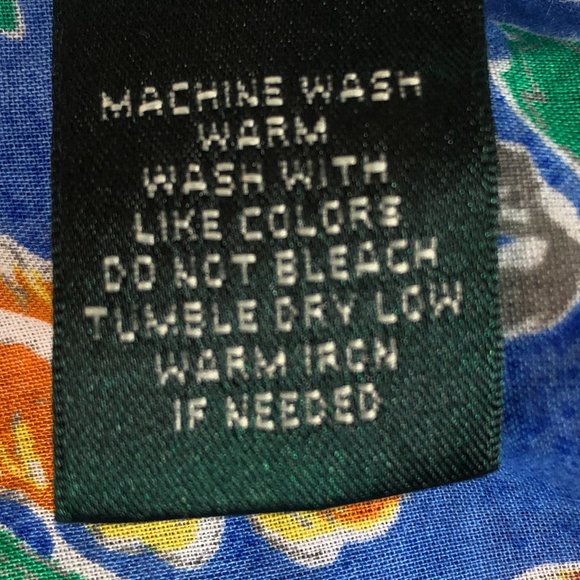 MACHINE WASH
WARM
WASH WITH
LIKE COLORS
DO NOT BLEACH
TUMBLE DRY LOW
WARM IRON
IF NEEDED